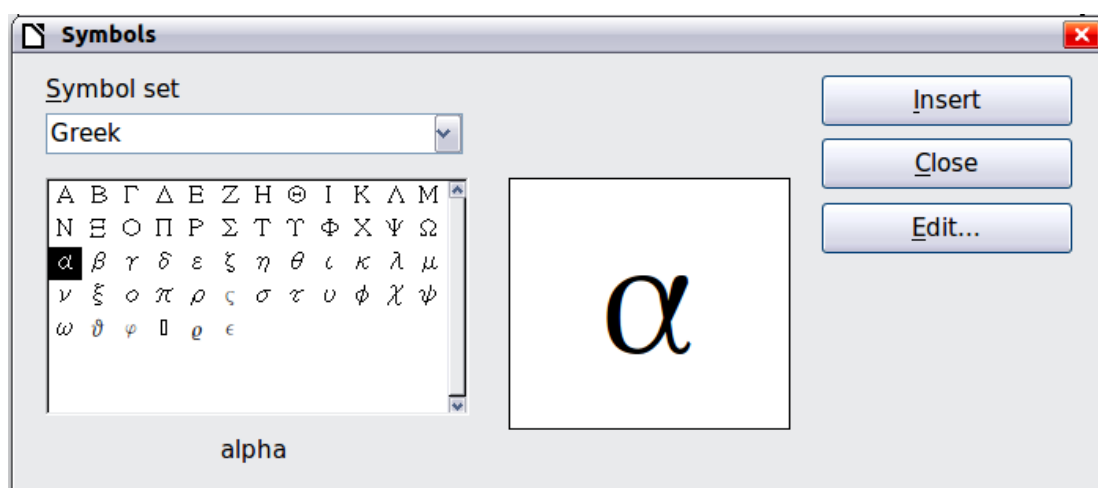 Symbols
Symbol set
Greek
Insert
Close
Edit...
Α Β Γ Δ Ε Ζ Η Θ Ι Κ Λ Μ
Ν Ξ Ο Π Ρ Σ Τ ϒ Φ Χ Ψ Ω
α β γ δ ε ζ η θ ι κ λ μ
ν ξ ο π ρ ς σ τ υ ϕ χ ψ
ω ϑ φ ϱ ϵ
α
alpha